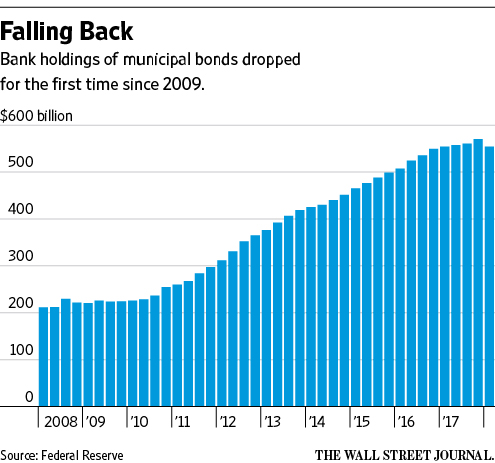 Falling Back
Bank holdings of municipal bonds dropped
for the first time since 2009.
$600 billion
500
400
300
200
100
0
2008 ’09 ’10 ’11 ’12 ’13 ’14 ’15 ’16 ’17
Source: Federal Reserve THE WALL STREET JOURNAL.